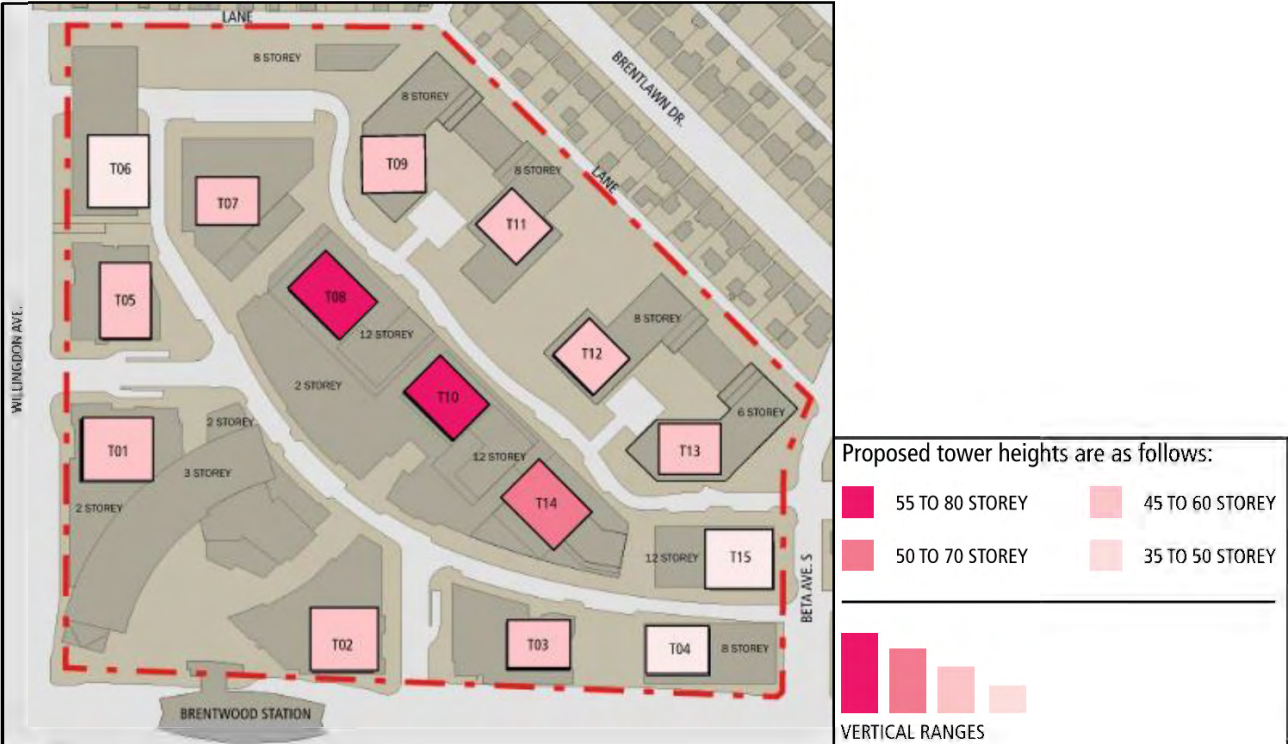 LANE
8 STOREY
BRENTLAWN DR.
8 STOREY
T09
T06
8 STOREY
LANE
T07
T11
T05
T08
12 STOREY
8 STOREY
WILLINGDON AVE.
T12
2 STOREY
T10
6 STOREY
2 STOREY
T01
T13
3 STOREY
12 STOREY
2 STOREY
T14
12 STOREY
T15
BETA AVE. S
T02
T03
T04
8 STOREY
BRENTWOOD STATION
Proposed tower heights are as follows:
55 TO 80 STOREY
45 TO 60 STOREY
50 TO 70 STOREY
35 TO 50 STOREY
VERTICAL RANGES